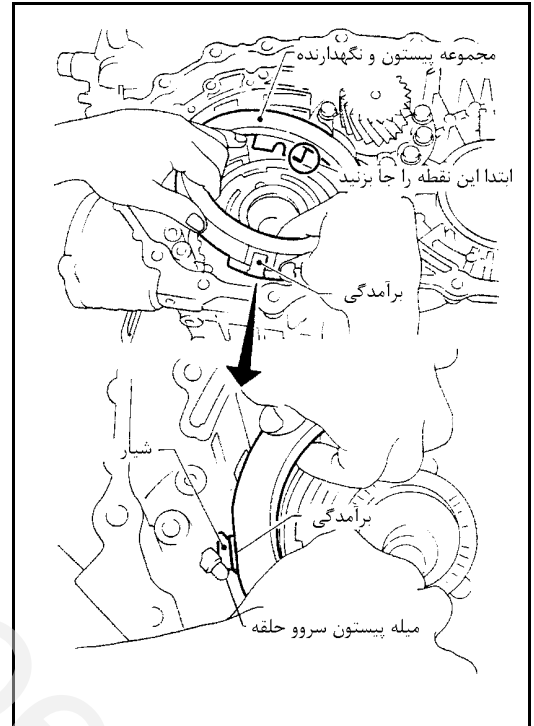 مجموعه پیستون و نگهدارنده
ابتدا این نقطه را جا بزنید
برآمدگی
شیار
برآمدگی
میله پیستون سروو حلقه